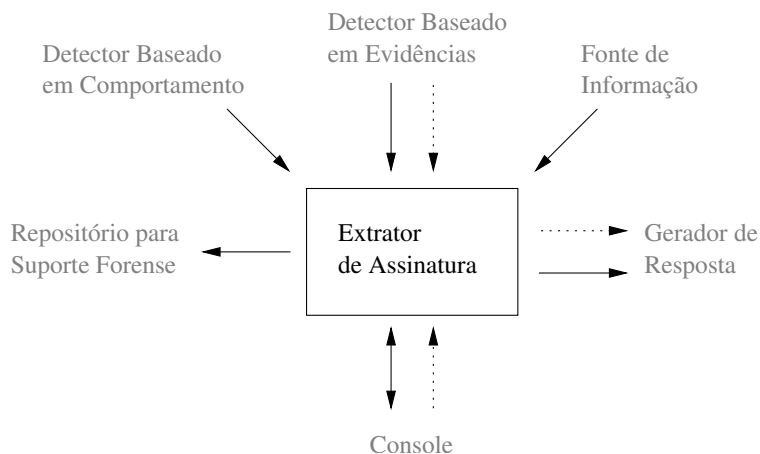 Detector Baseado
em Comportamento
Detector Baseado
em Evidências
Fonte de
Informação
Repositório para
Suporte Forense
Extrator
de Assinatura
Gerador de
Resposta
Console